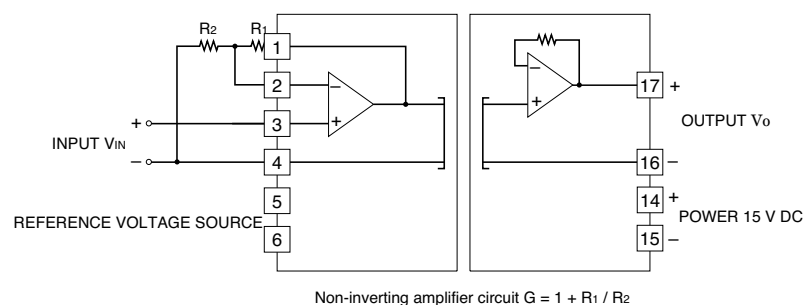 R2
R1
1
2
3
4
5
6
+
INPUT VIN
−
−
+
REFERENCE VOLTAGE SOURCE
−
+
17
+
OUTPUT Vo
16
−
14
+
POWER 15 V DC
15
−
Non-inverting amplifier circuit G = 1 + R1 / R2